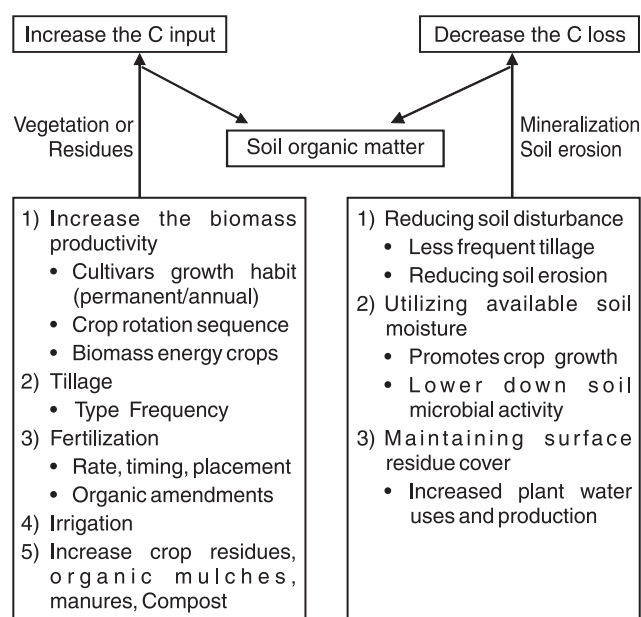 Increase the C input
Decrease the C loss
Vegetation or
Residues
Mineralization
Soil erosion
Soil organic matter
1) Increase the biomass
productivity
• Cultivars growth habit
(permanent/annual)
• Crop rotation sequence
• Biomass energy crops
2) Tillage
• Type Frequency
3) Fertilization
• Rate, timing, placement
• Organic amendments
4) Irrigation
5) Increase crop residues,
organic mulches,
manures, Compost
1) Reducing soil disturbance
• Less frequent tillage
• Reducing soil erosion
2) Utilizing available soil
moisture
• Promotes crop growth
• Lower down soil
microbial activity
3) Maintaining surface
residue cover
• Increased plant water
uses and production